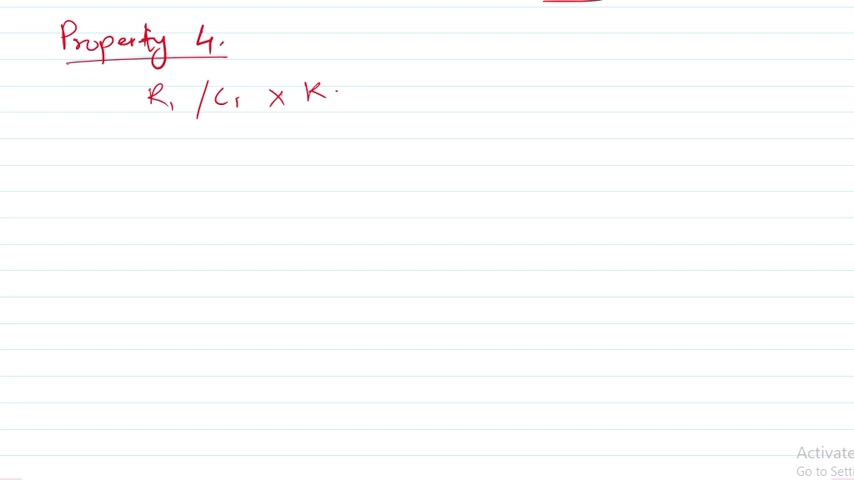 Property 4.
R₁ / C₁ × K.
Activate
Go to Setti